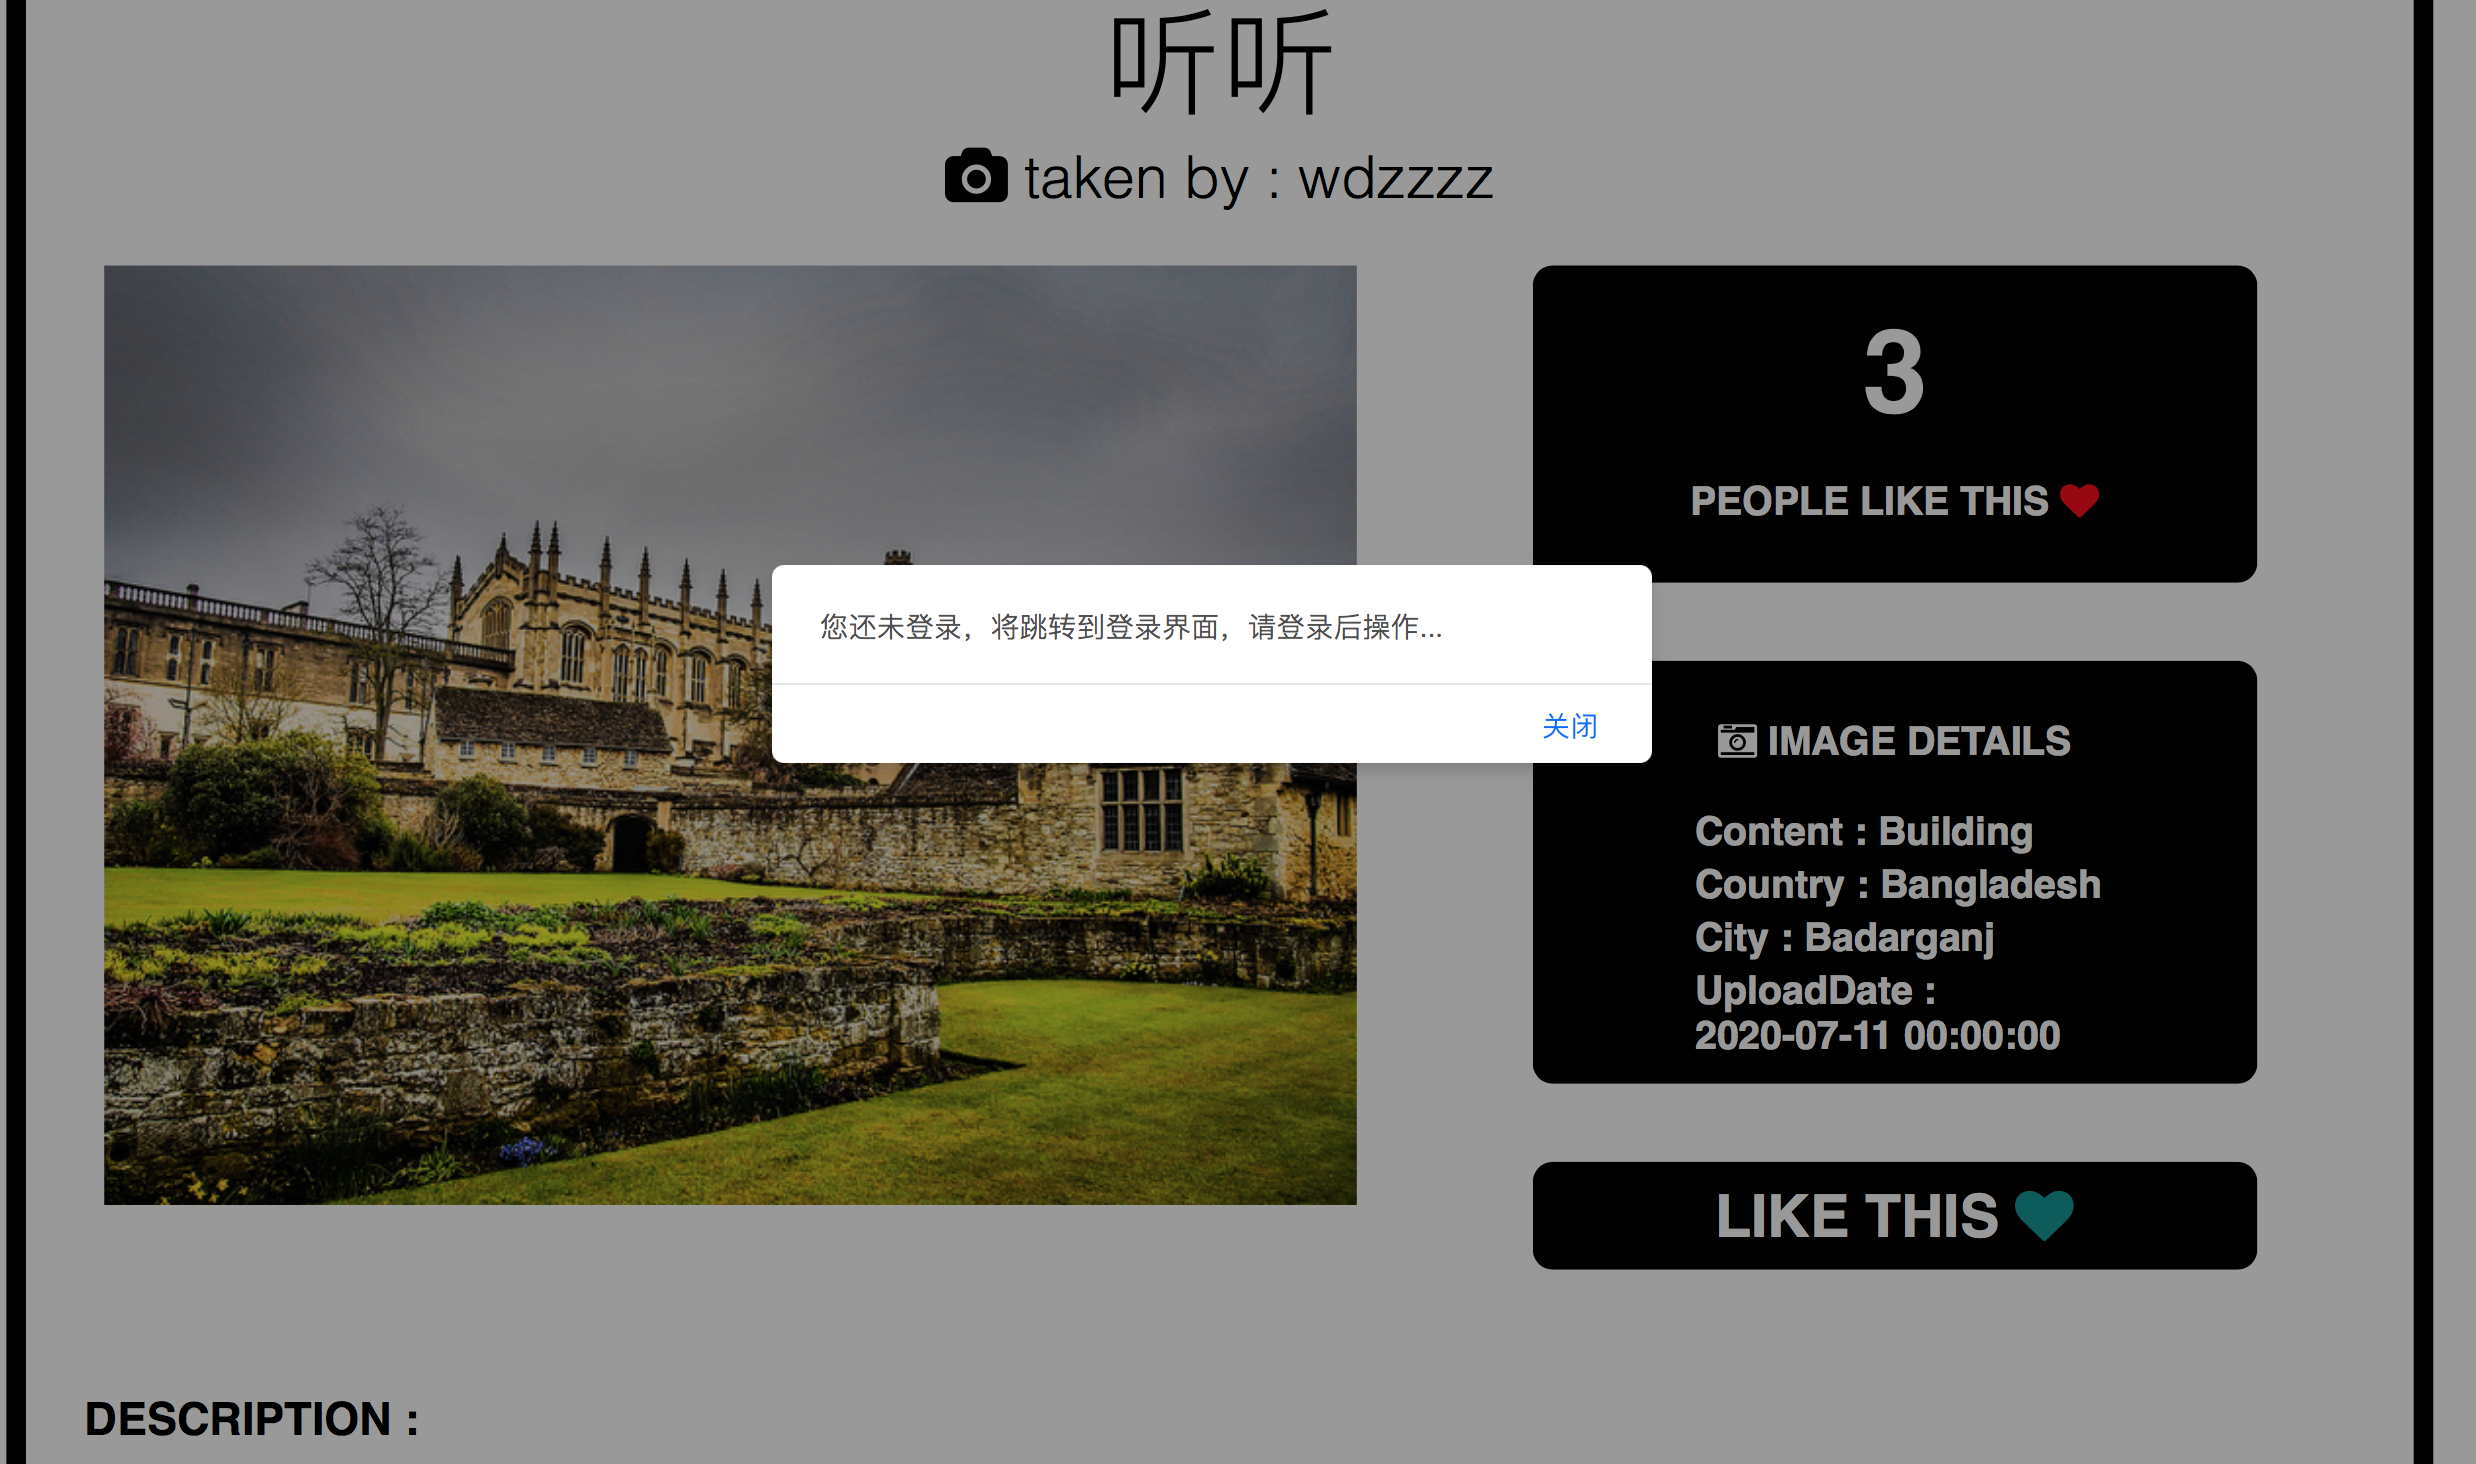 听听
taken by : wdzzzz
3
PEOPLE LIKE THIS
您还未登录，将跳转到登录界面，请登录后操作...
关闭
IMAGE DETAILS
Content : Building
Country : Bangladesh
City : Badarganj
UploadDate :
2020-07-11 00:00:00
LIKE THIS
DESCRIPTION :